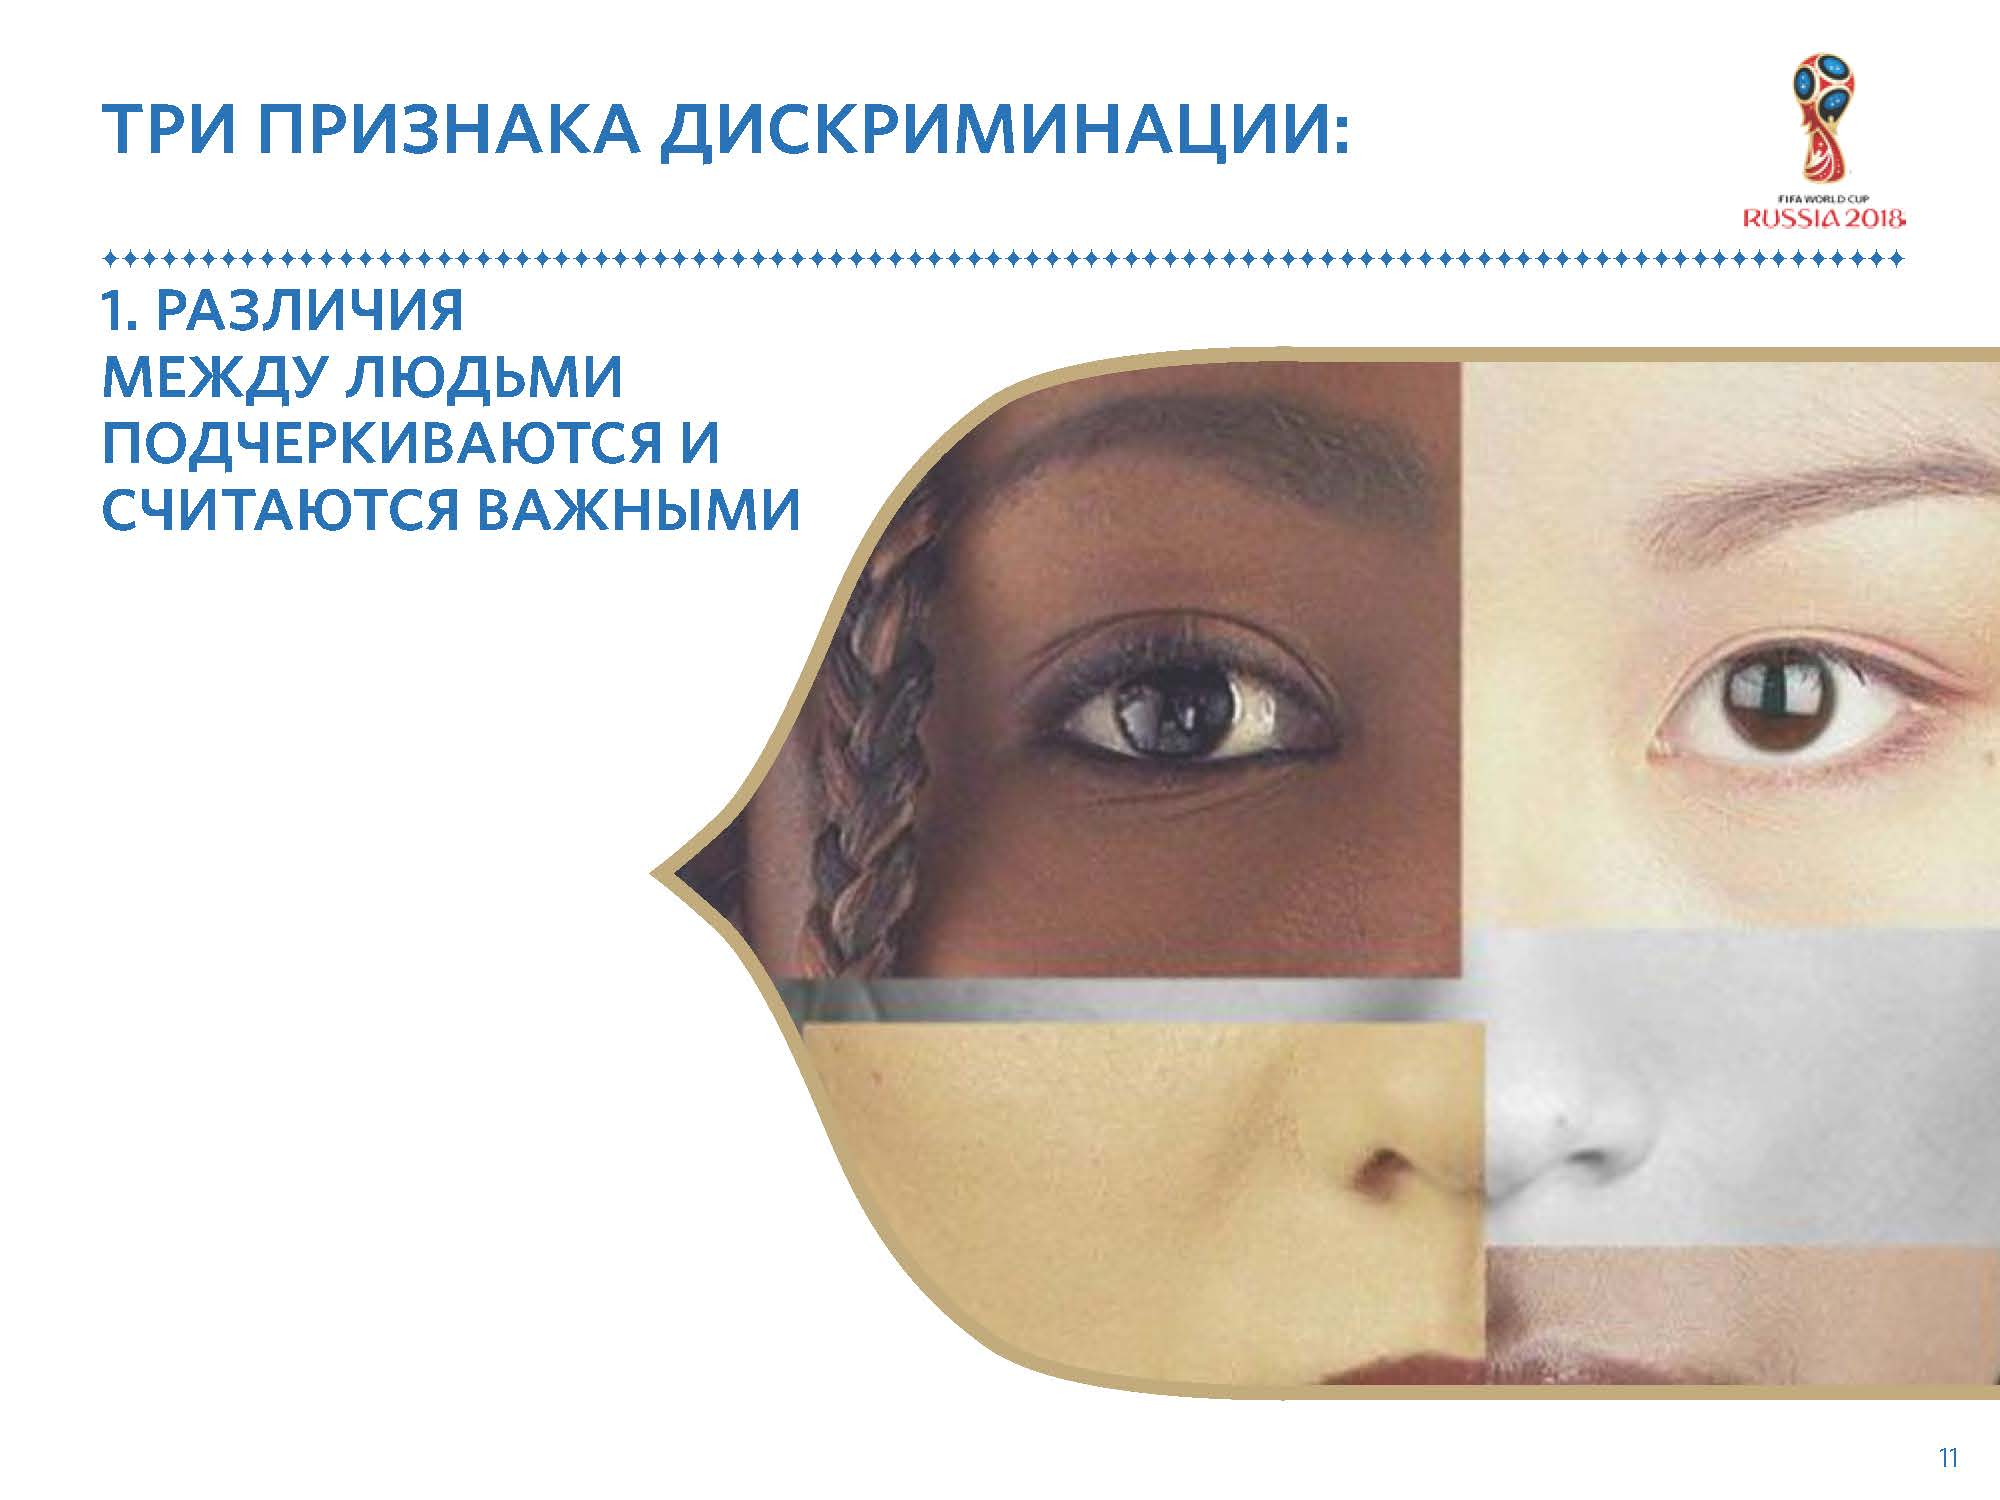 ТРИ ПРИЗНАКА ДИСКРИМИНАЦИИ:
FIFA WORLD CUP
RUSSIA 2018
1. РАЗЛИЧИЯ
МЕЖДУ ЛЮДЬМИ
ПОДЧЕРКИВАЮТСЯ И
СЧИТАЮТСЯ ВАЖНЫМИ
11